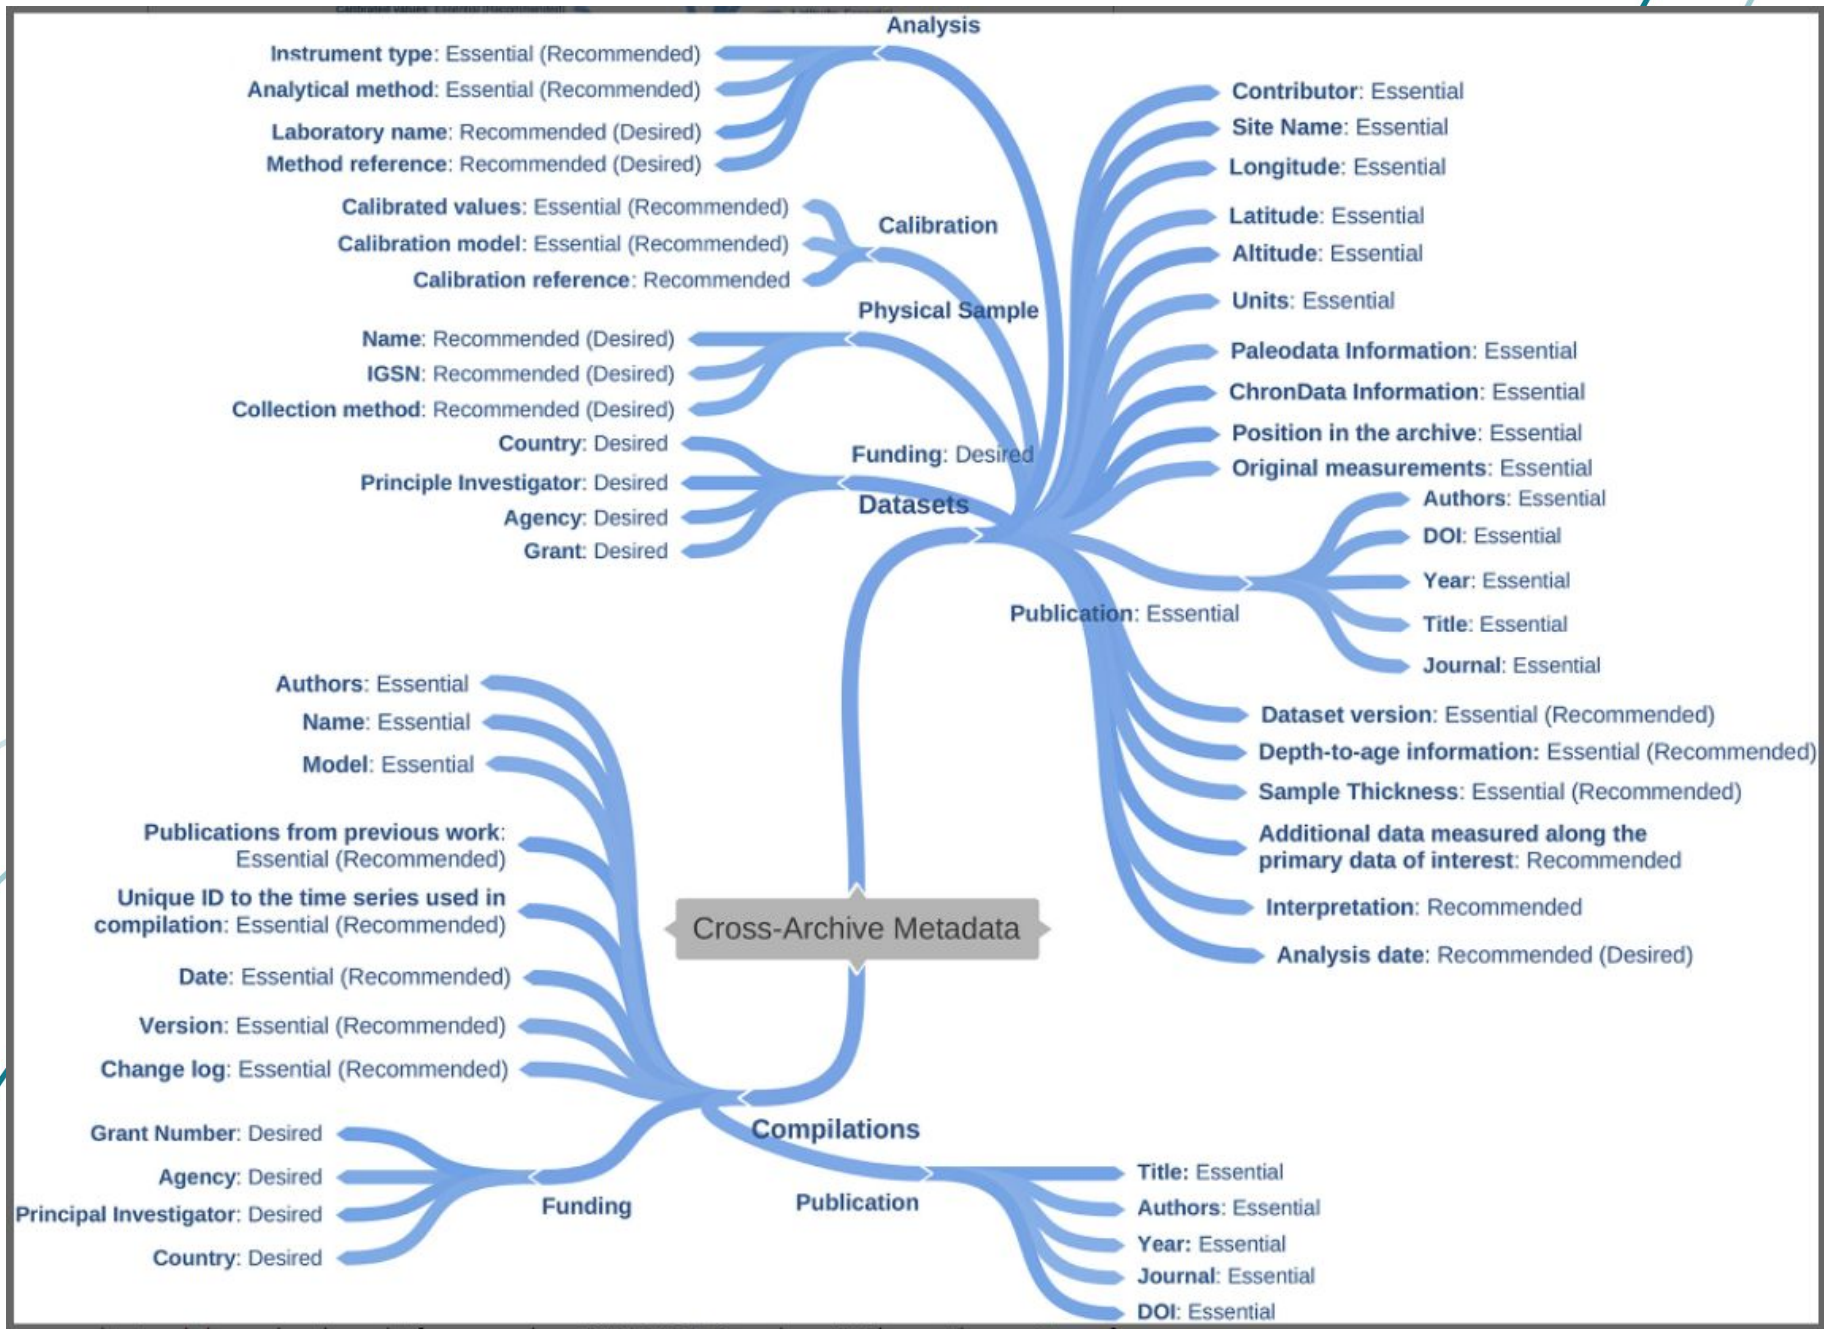 Analysis
Instrument type: Essential (Recommended)
Analytical method: Essential (Recommended)
Laboratory name: Recommended (Desired)
Method reference: Recommended (Desired)
Calibration
Calibrated values: Essential (Recommended)
Calibration model: Essential (Recommended)
Calibration reference: Recommended
Physical Sample
Name: Recommended (Desired)
IGSN: Recommended (Desired)
Collection method: Recommended (Desired)
Funding: Desired
Country: Desired
Principle Investigator: Desired
Agency: Desired
Grant: Desired
Datasets
Contributor: Essential
Site Name: Essential
Longitude: Essential
Latitude: Essential
Altitude: Essential
Units: Essential
Paleodata Information: Essential
ChronData Information: Essential
Position in the archive: Essential
Original measurements: Essential
Publication: Essential
Authors: Essential
DOI: Essential
Year: Essential
Title: Essential
Journal: Essential
Dataset version: Essential (Recommended)
Depth-to-age information: Essential (Recommended)
Sample Thickness: Essential (Recommended)
Additional data measured along the
primary data of interest: Recommended
Interpretation: Recommended
Analysis date: Recommended (Desired)
Cross-Archive Metadata
Authors: Essential
Name: Essential
Model: Essential
Publications from previous work:
Essential (Recommended)
Unique ID to the time series used in
compilation: Essential (Recommended)
Date: Essential (Recommended)
Version: Essential (Recommended)
Change log: Essential (Recommended)
Compilations
Grant Number: Desired
Agency: Desired
Principal Investigator: Desired
Country: Desired
Funding
Publication
Title: Essential
Authors: Essential
Year: Essential
Journal: Essential
DOI: Essential